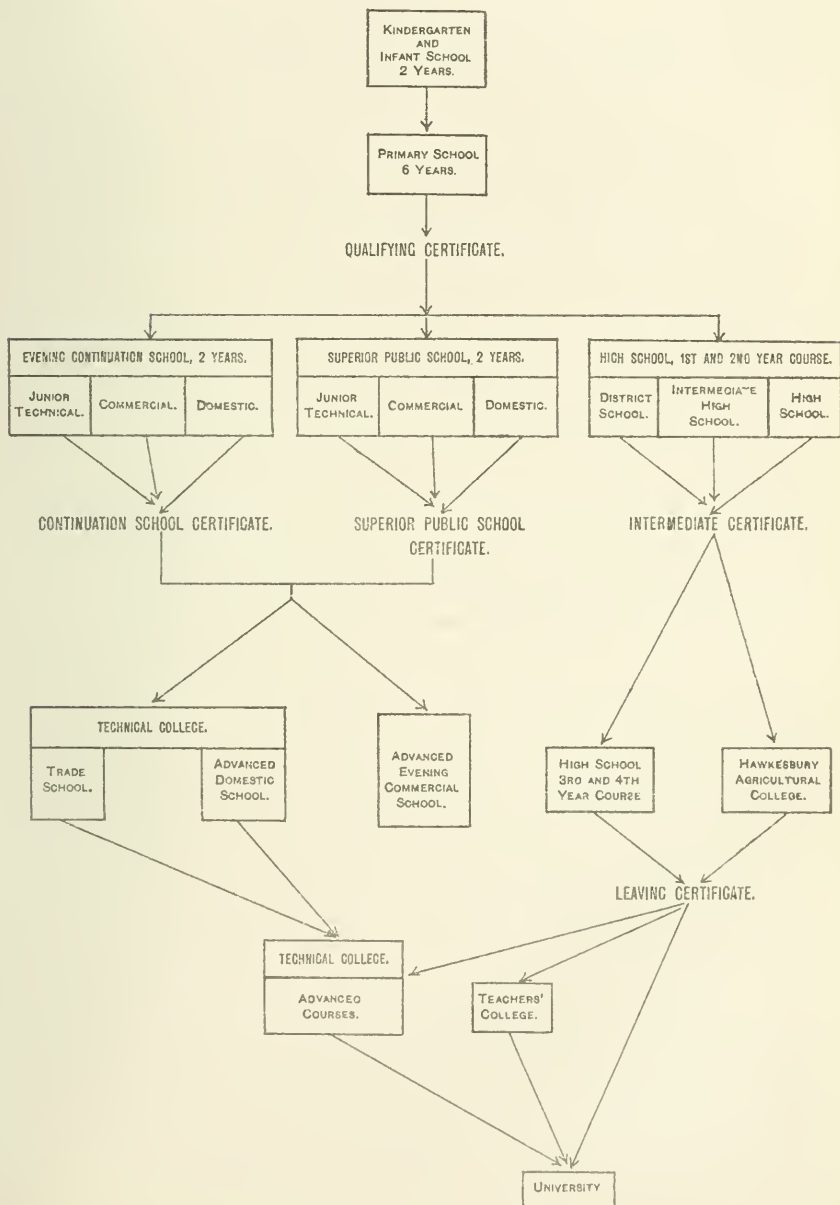 KINDERGARTEN
AND
INFANT SCHOOL
2 YEARS.
PRIMARY SCHOOL
6 YEARS.
QUALIFYING CERTIFICATE.
EVENING CONTINUATION SCHOOL, 2 YEARS.
JUNIOR
TECHNICAL.
COMMERCIAL.
DOMESTIC.
SUPERIOR PUBLIC SCHOOL, 2 YEARS.
JUNIOR
TECHNICAL.
COMMERCIAL
DOMESTIC.
HIGH SCHOOL, 1ST AND 2ND YEAR COURSE.
DISTRICT
SCHOOL.
INTERMEDIATE
HIGH
SCHOOL.
HIGH
SCHOOL.
CONTINUATION SCHOOL CERTIFICATE.
SUPERIOR PUBLIC SCHOOL
CERTIFICATE.
INTERMEDIATE CERTIFICATE.
TECHNICAL COLLEGE.
TRADE
SCHOOL.
ADVANCED
DOMESTIC
SCHOOL.
ADVANCED
EVENING
COMMERCIAL
SCHOOL.
HIGH SCHOOL
3RD AND 4TH
YEAR COURSE
HAWKESBURY
AGRICULTURAL
COLLEGE.
LEAVING CERTIFICATE.
TECHNICAL COLLEGE.
ADVANCED
COURSES.
TEACHERS'
COLLEGE.
UNIVERSITY